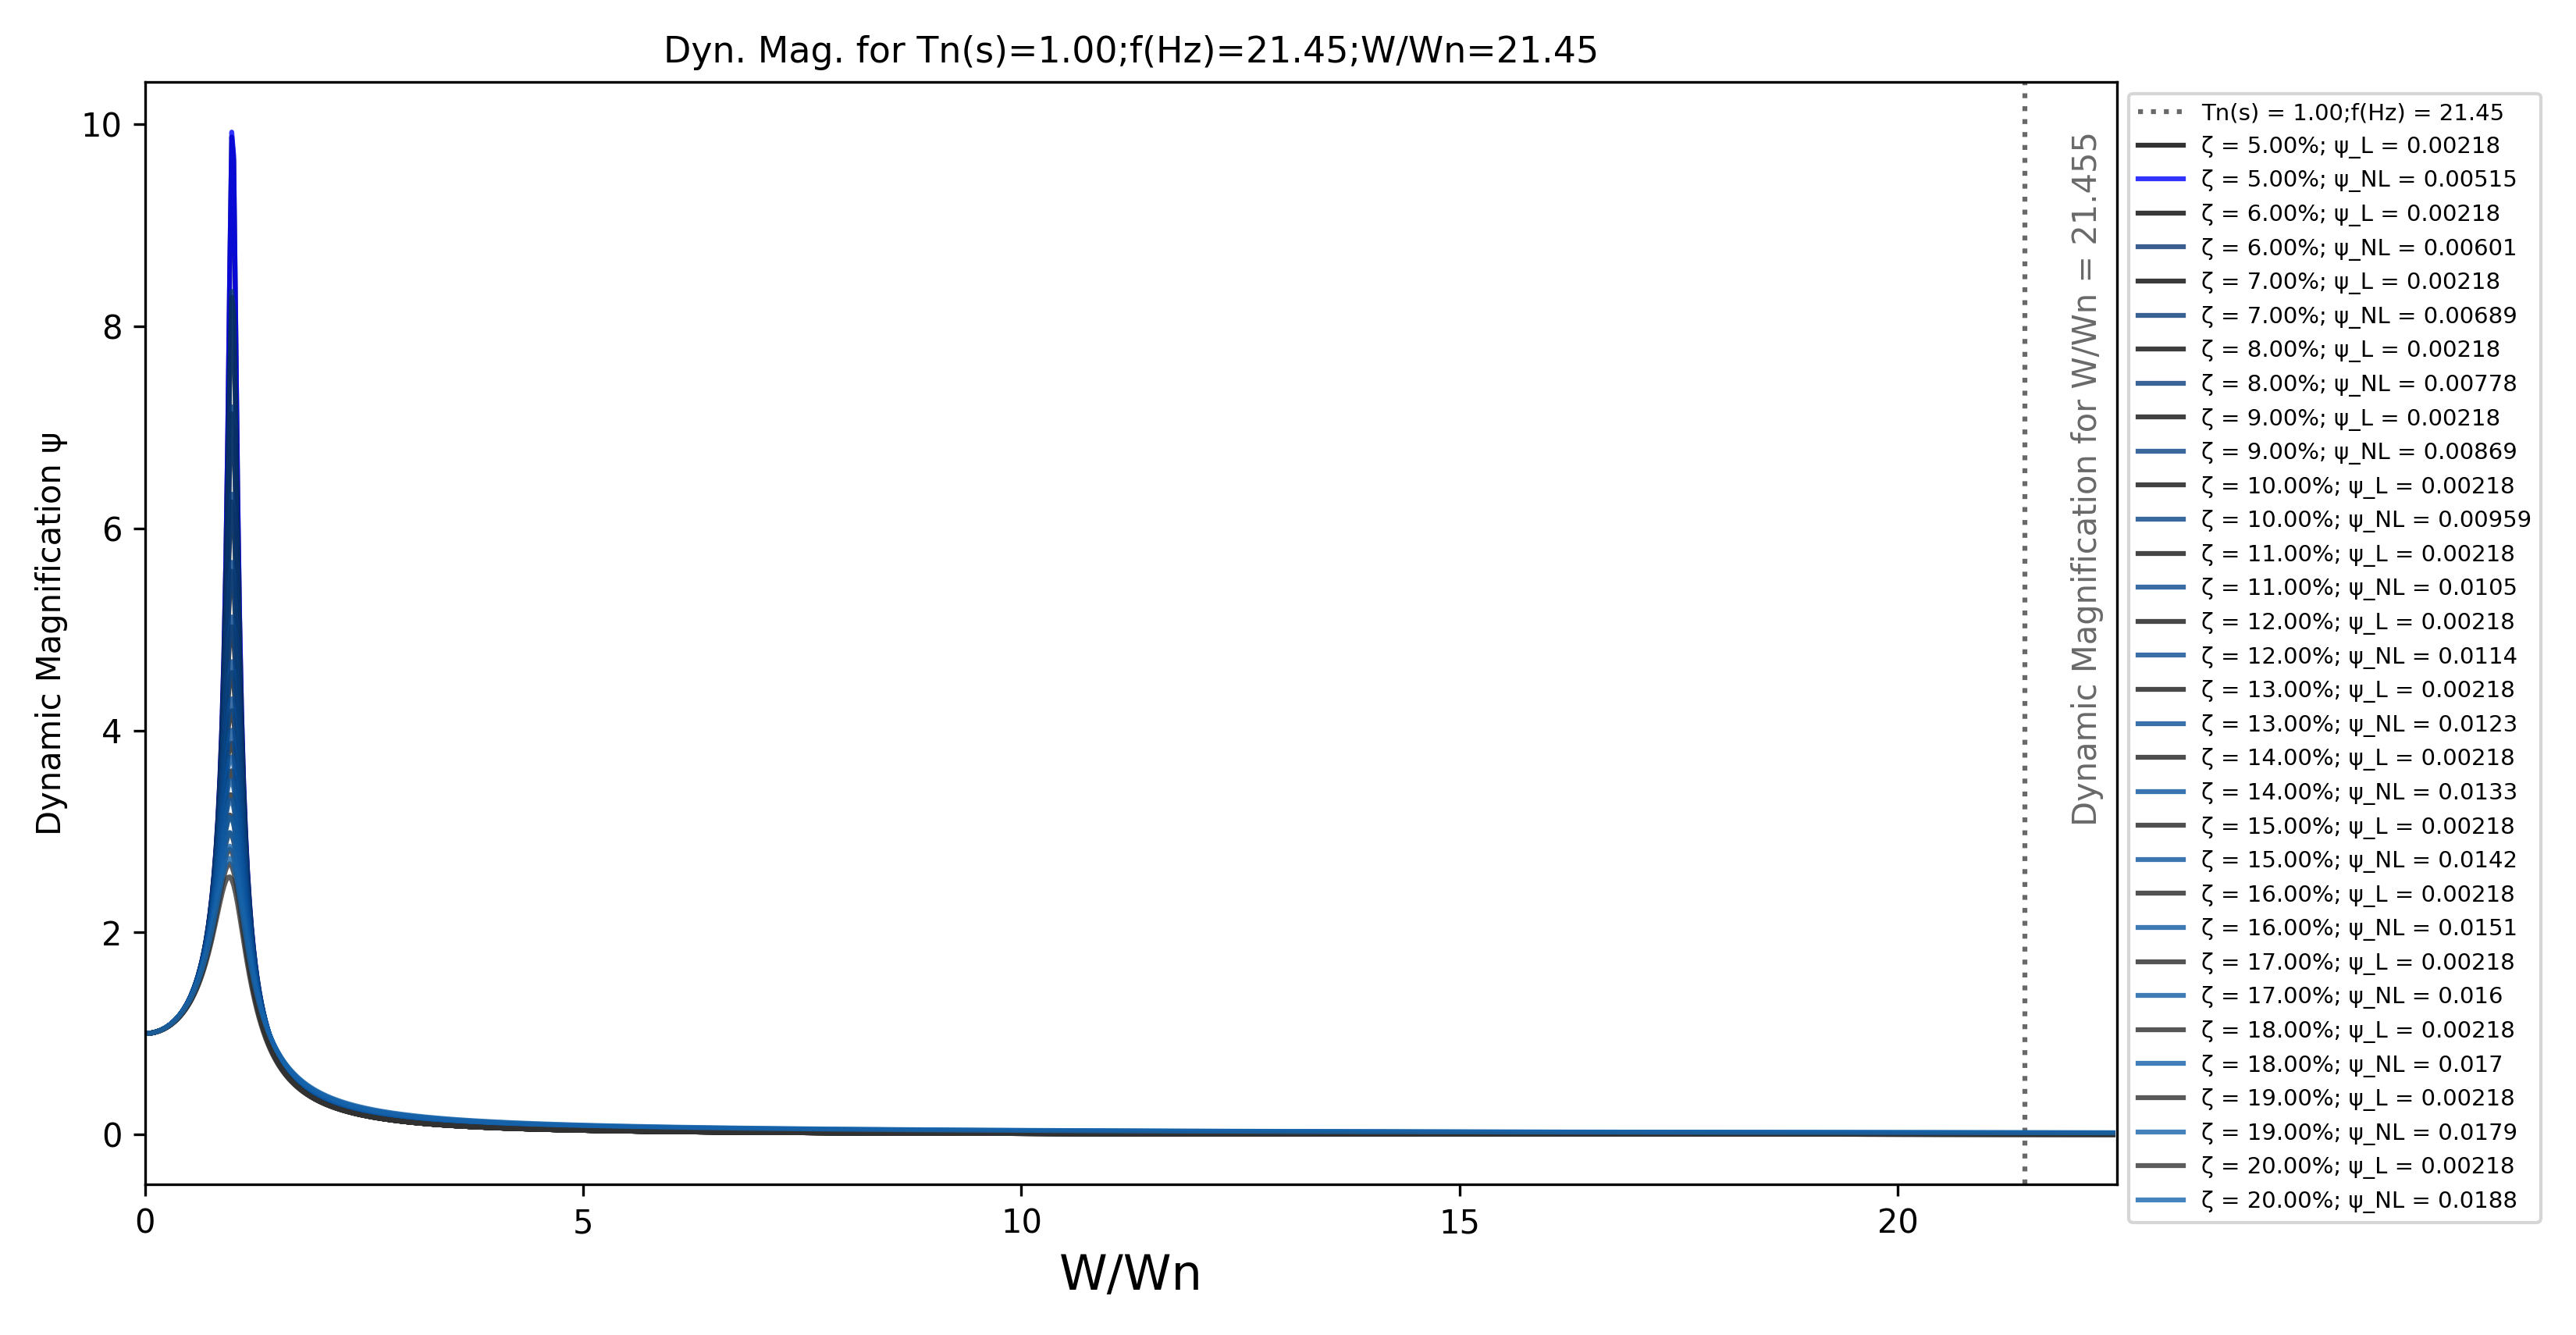 Dyn. Mag. for Tn(s)=1.00;f(Hz)=21.45;W/Wn=21.45
Dynamic Magnification ψ
10
8
6
4
2
0
0
5
10
15
20
W/Wn
Dynamic Magnification for W/Wn = 21.455
Tn(s) = 1.00;f(Hz) = 21.45
ζ = 5.00%; ψ_L = 0.00218
ζ = 5.00%; ψ_NL = 0.00515
ζ = 6.00%; ψ_L = 0.00218
ζ = 6.00%; ψ_NL = 0.00601
ζ = 7.00%; ψ_L = 0.00218
ζ = 7.00%; ψ_NL = 0.00689
ζ = 8.00%; ψ_L = 0.00218
ζ = 8.00%; ψ_NL = 0.00778
ζ = 9.00%; ψ_L = 0.00218
ζ = 9.00%; ψ_NL = 0.00869
ζ = 10.00%; ψ_L = 0.00218
ζ = 10.00%; ψ_NL = 0.00959
ζ = 11.00%; ψ_L = 0.00218
ζ = 11.00%; ψ_NL = 0.0105
ζ = 12.00%; ψ_L = 0.00218
ζ = 12.00%; ψ_NL = 0.0114
ζ = 13.00%; ψ_L = 0.00218
ζ = 13.00%; ψ_NL = 0.0123
ζ = 14.00%; ψ_L = 0.00218
ζ = 14.00%; ψ_NL = 0.0133
ζ = 15.00%; ψ_L = 0.00218
ζ = 15.00%; ψ_NL = 0.0142
ζ = 16.00%; ψ_L = 0.00218
ζ = 16.00%; ψ_NL = 0.0151
ζ = 17.00%; ψ_L = 0.00218
ζ = 17.00%; ψ_NL = 0.016
ζ = 18.00%; ψ_L = 0.00218
ζ = 18.00%; ψ_NL = 0.017
ζ = 19.00%; ψ_L = 0.00218
ζ = 19.00%; ψ_NL = 0.0179
ζ = 20.00%; ψ_L = 0.00218
ζ = 20.00%; ψ_NL = 0.0188